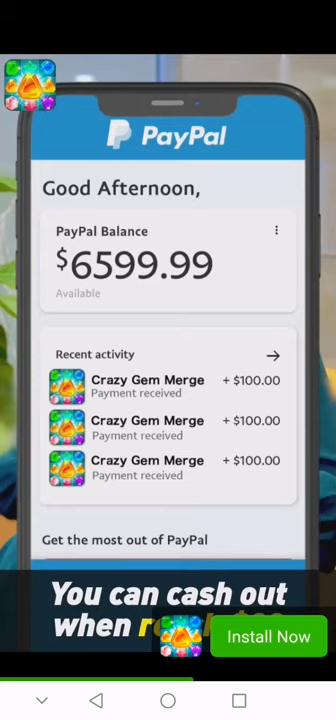 PayPal
Good Afternoon,
PayPal Balance
$6599.99
Available
Recent activity
Crazy Gem Merge + $100.00
Payment received
Crazy Gem Merge + $100.00
Payment received
Crazy Gem Merge + $100.00
Payment received
Get the most out of PayPal
You can cash out
when
Install Now